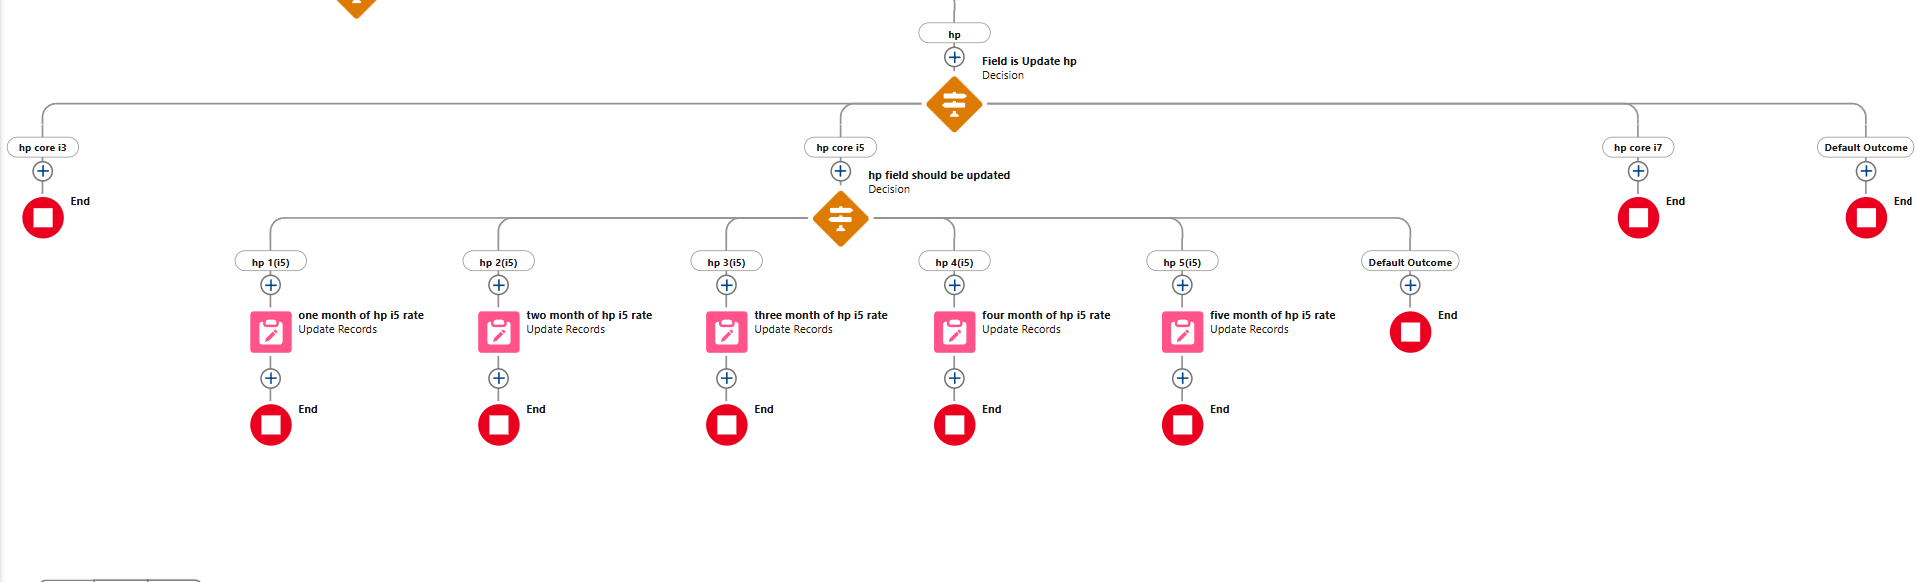 hp
Field is Update hp
Decision
hp core i3
hp core i5
hp core i7
Default Outcome
hp field should be updated
Decision
End
End
End
hp 1(i5)
hp 2(i5)
hp 3(i5)
hp 4(i5)
hp 5(i5)
Default Outcome
one month of hp i5 rate
Update Records
two month of hp i5 rate
Update Records
three month of hp i5 rate
Update Records
four month of hp i5 rate
Update Records
five month of hp i5 rate
Update Records
End
End
End
End
End
End